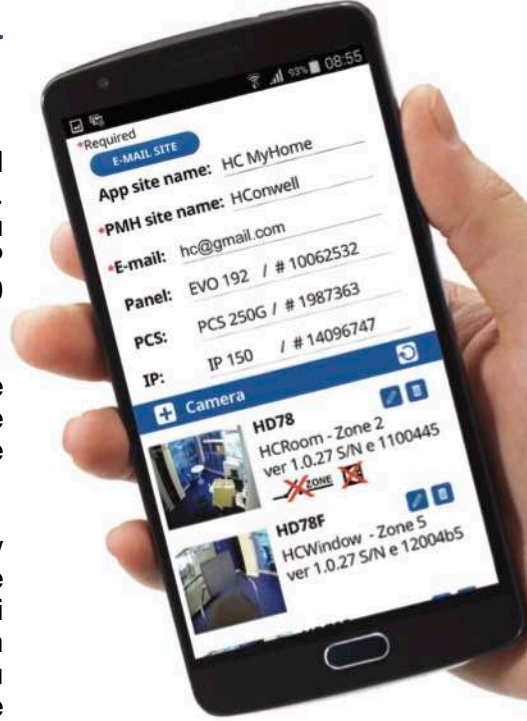 93% 08:55
*Required
E-MAIL SITE
App site name: HC MyHome
*PMH site name: HConwell
*E-mail: hc@gmail.com
Panel: EVO 192 / # 10062532
PCS: PCS 250G / # 1987363
IP: IP 150 / # 14096747
+ Camera
HD78
HCRoom - Zone 2
ver 1.0.27 S/N e 1100445
ZONE
HD78F
HCWindow - Zone 5
ver 1.0.27 S/N e 12004b5